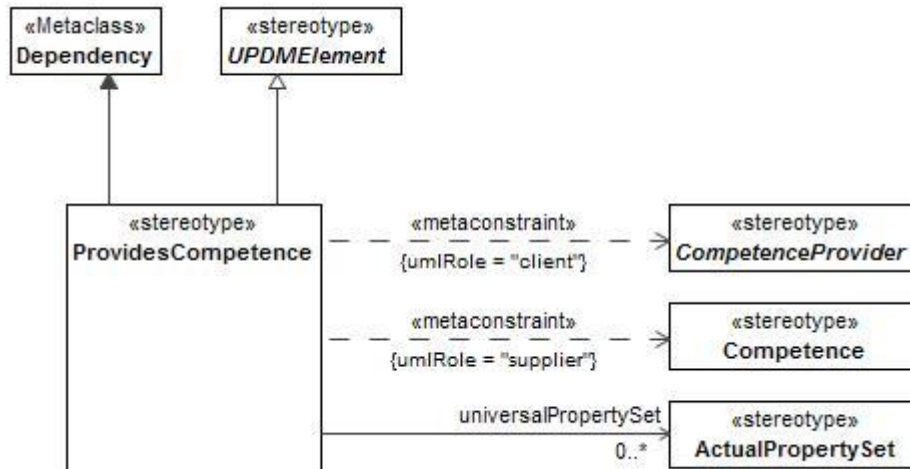 «Metaclass»
Dependency
«stereotype»
UPDMElement
«stereotype»
ProvidesCompetence
«metaconstraint»
{umlRole = "client"}
«stereotype»
CompetenceProvider
«metaconstraint»
{umlRole = "supplier"}
«stereotype»
Competence
universalPropertySet
0..*
«stereotype»
ActualPropertySet